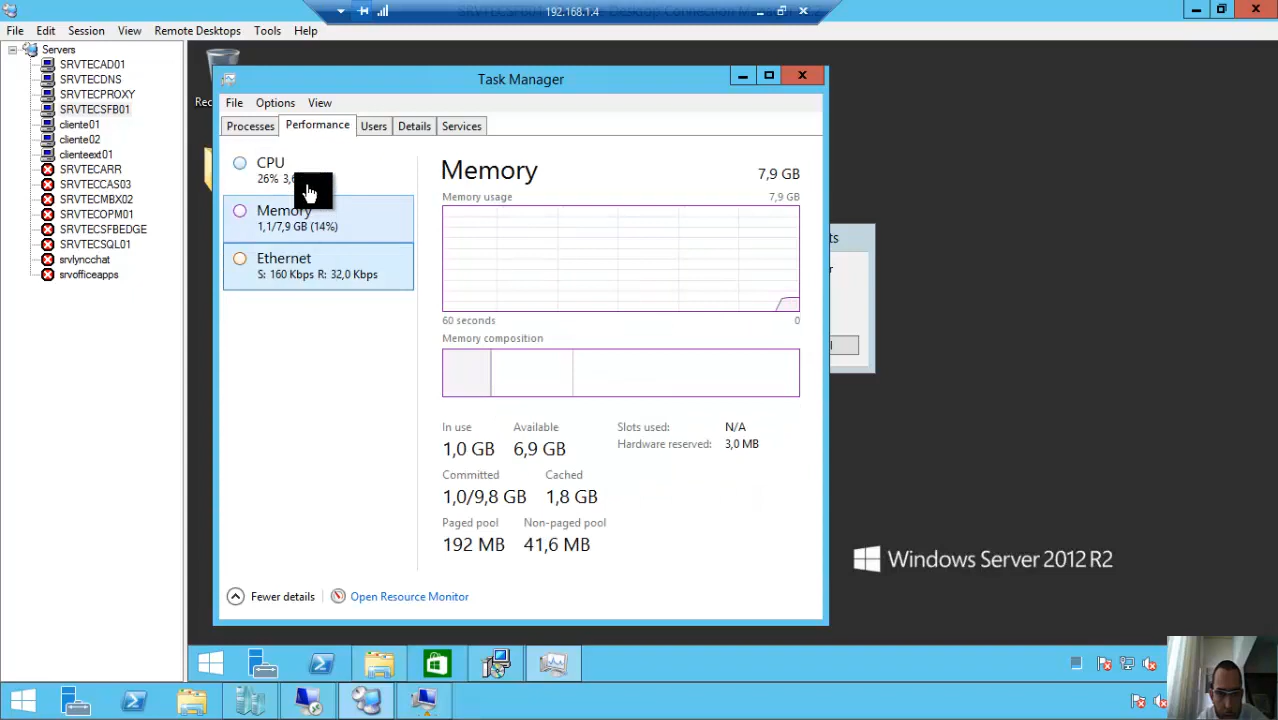 192.168.1.4
File Edit Session View Remote Desktops Tools Help
Servers
SRVTECAD01
SRVTECDNS
SRVTECPROXY
SRVTECSFB01
cliente01
cliente02
clienteext01
SRVTECARR
SRVTECCAS03
SRVTECMBX02
SRVTECOPM01
SRVTECSFBEDGE
SRVTECSQL01
srvlyncchat
srvofficeapps
Rec
Task Manager
File Options View
Processes Performance Users Details Services
CPU
26% 3,6
Memory
1,1/7,9 GB (14%)
Ethernet
S: 160 Kbps R: 32,0 Kbps
Memory 7,9 GB
Memory usage 7,9 GB
60 seconds 0
Memory composition
In use Available Slots used: N/A
1,0 GB 6,9 GB Hardware reserved: 3,0 MB
Committed Cached
1,0/9,8 GB 1,8 GB
Paged pool Non-paged pool
192 MB 41,6 MB
Fewer details Open Resource Monitor
ts
r
l
Windows Server 2012 R2